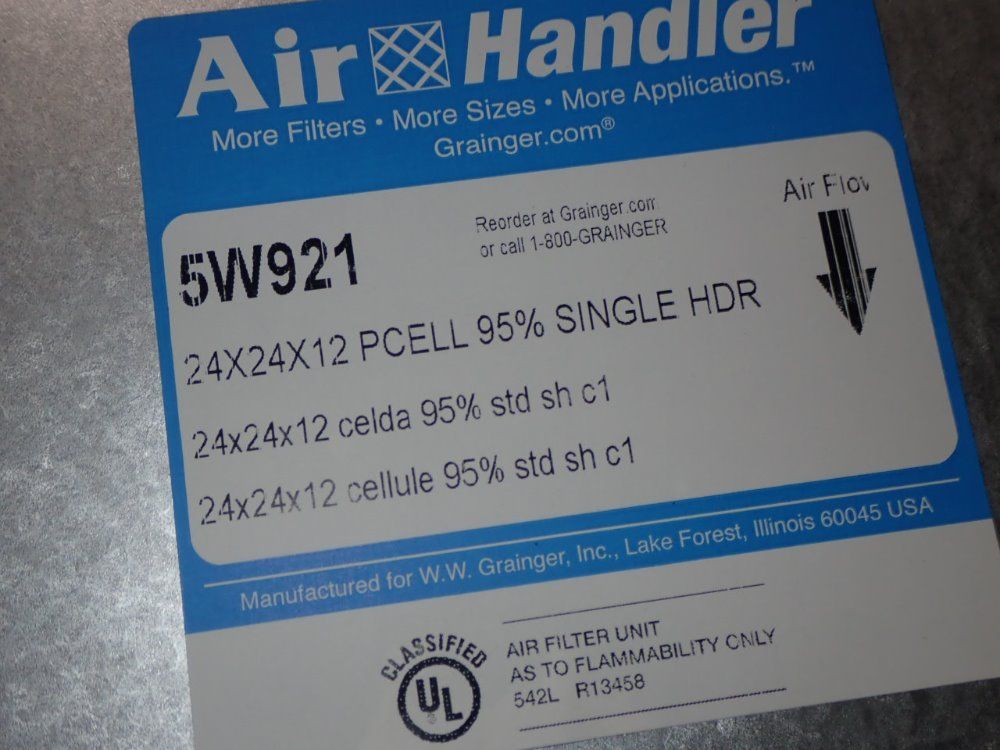 Air Handler
More Filters • More Sizes • More Applications.™
Grainger.com®
Air Flow
5W921
Reorder at Grainger.com
or call 1-800-GRAINGER
24X24X12 PCELL 95% SINGLE HDR
24x24x12 celda 95% std sh c1
24x24x12 cellule 95% std sh c1
Manufactured for W.W. Grainger, Inc., Lake Forest, Illinois 60045 USA
CLASSIFIED
UL
®
AIR FILTER UNIT
AS TO FLAMMABILITY ONLY
542L R13458